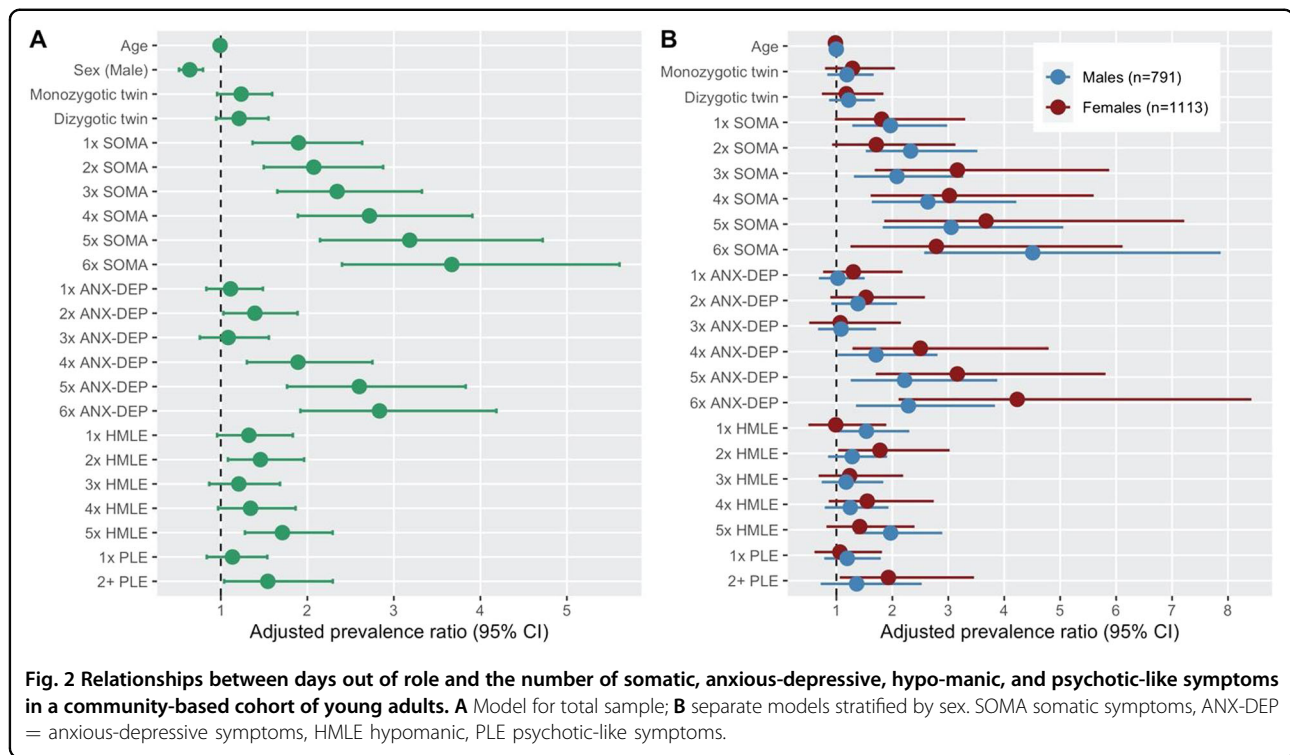 A
Age
Sex (Male)
Monozygotic twin
Dizygotic twin
1x SOMA
2x SOMA
3x SOMA
4x SOMA
5x SOMA
6x SOMA
1x ANX-DEP
2x ANX-DEP
3x ANX-DEP
4x ANX-DEP
5x ANX-DEP
6x ANX-DEP
1x HMLE
2x HMLE
3x HMLE
4x HMLE
5x HMLE
1x PLE
2+ PLE
1 2 3 4 5
Adjusted prevalence ratio (95% CI)
B
Age
Monozygotic twin
Dizygotic twin
1x SOMA
2x SOMA
3x SOMA
4x SOMA
5x SOMA
6x SOMA
1x ANX-DEP
2x ANX-DEP
3x ANX-DEP
4x ANX-DEP
5x ANX-DEP
6x ANX-DEP
1x HMLE
2x HMLE
3x HMLE
4x HMLE
5x HMLE
1x PLE
2+ PLE
Males (n=791)
Females (n=1113)
1 2 3 4 5 6 7 8
Adjusted prevalence ratio (95% CI)
Fig. 2 Relationships between days out of role and the number of somatic, anxious-depressive, hypo-manic, and psychotic-like symptoms
in a community-based cohort of young adults. A Model for total sample; B separate models stratified by sex. SOMA somatic symptoms, ANX-DEP
= anxious-depressive symptoms, HMLE hypomanic, PLE psychotic-like symptoms.